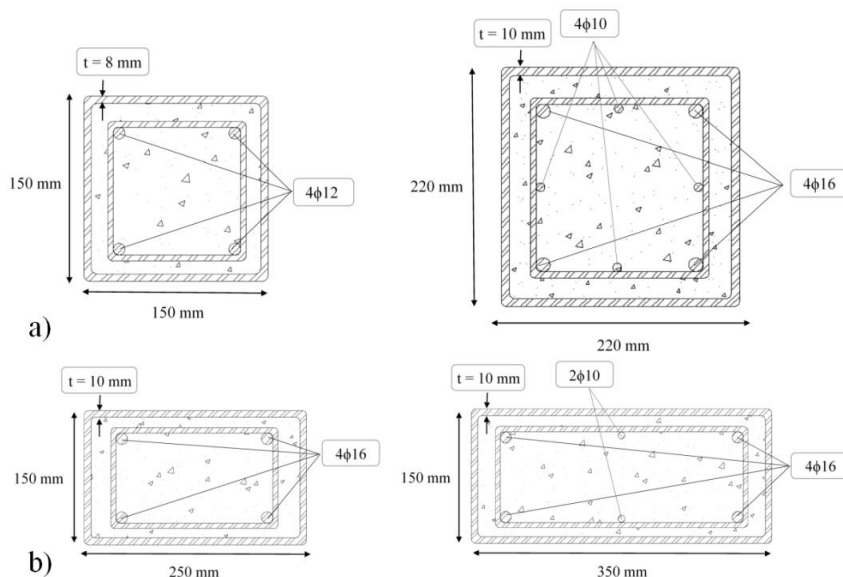 4ϕ10
t = 8 mm
t = 10 mm
150 mm
4ϕ12
220 mm
4ϕ16
150 mm
a)
220 mm
t = 10 mm
2ϕ10
t = 10 mm
150 mm
4ϕ16
150 mm
4ϕ16
b)
250 mm
350 mm